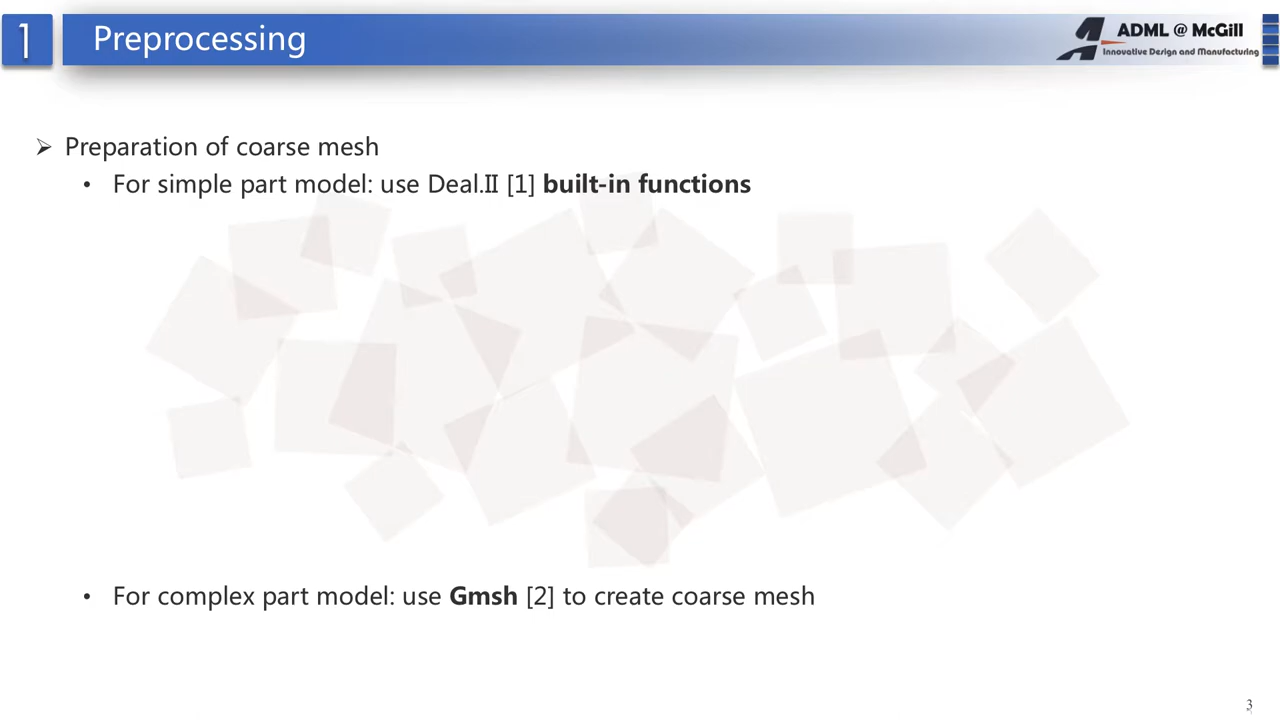 1
Preprocessing
ADML @ McGill
Innovative Design and Manufacturing
➢ Preparation of coarse mesh
• For simple part model: use Deal.II [1] built-in functions
• For complex part model: use Gmsh [2] to create coarse mesh
3